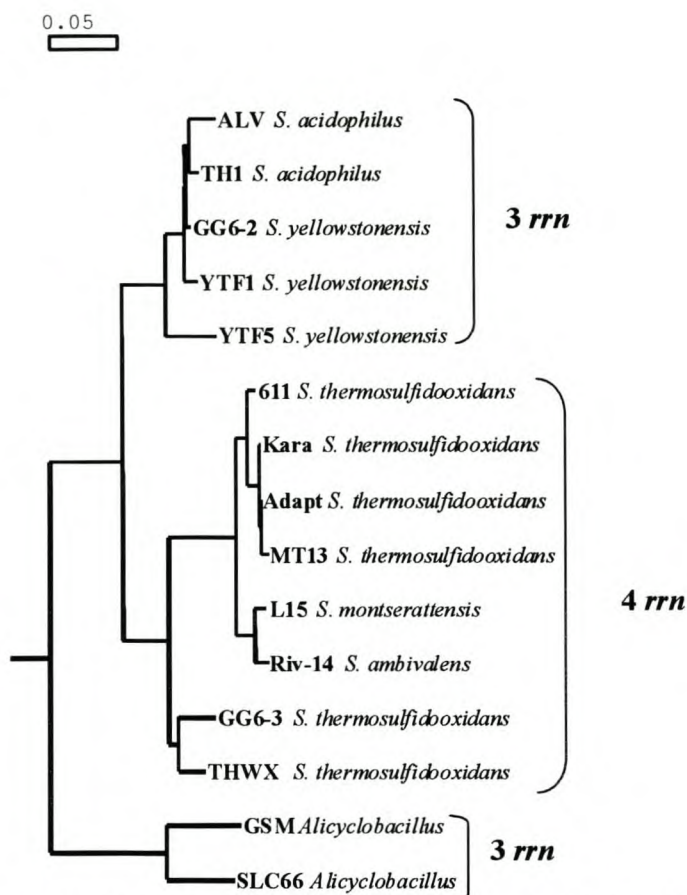 0.05
ALV S. acidophilus
TH1 S. acidophilus
GG6-2 S. yellowstonensis
YTF1 S. yellowstonensis
YTF5 S. yellowstonensis
3 rrn
611 S. thermosulfidooxidans
Kara S. thermosulfidooxidans
Adapt S. thermosulfidooxidans
MT13 S. thermosulfidooxidans
L15 S. montserattensis
Riv-14 S. ambivalens
GG6-3 S. thermosulfidooxidans
THWX S. thermosulfidooxidans
4 rrn
GSM Alicyclobacillus
SLC66 Alicyclobacillus
3 rrn